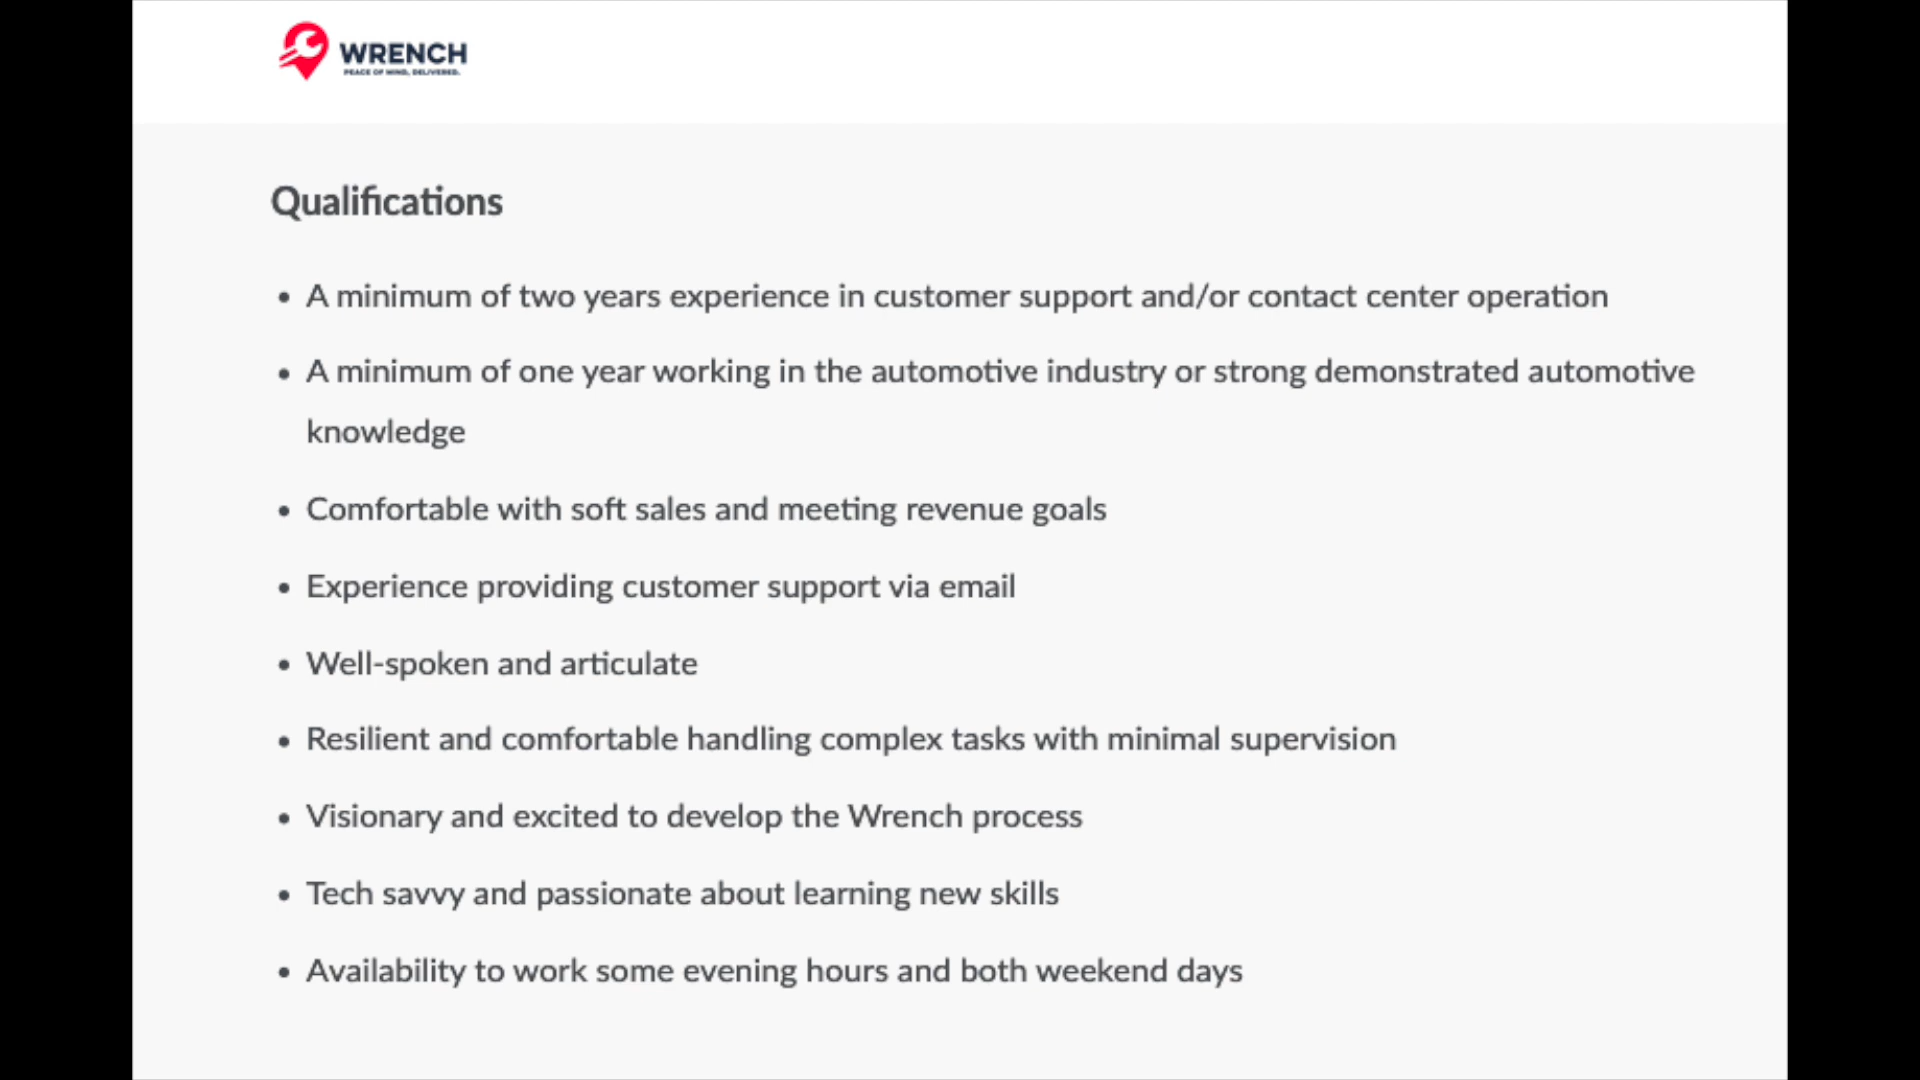 WRENCH
PEACE OF MIND, DELIVERED.
Qualifications
• A minimum of two years experience in customer support and/or contact center operation
• A minimum of one year working in the automotive industry or strong demonstrated automotive
knowledge
• Comfortable with soft sales and meeting revenue goals
• Experience providing customer support via email
• Well-spoken and articulate
• Resilient and comfortable handling complex tasks with minimal supervision
• Visionary and excited to develop the Wrench process
• Tech savvy and passionate about learning new skills
• Availability to work some evening hours and both weekend days